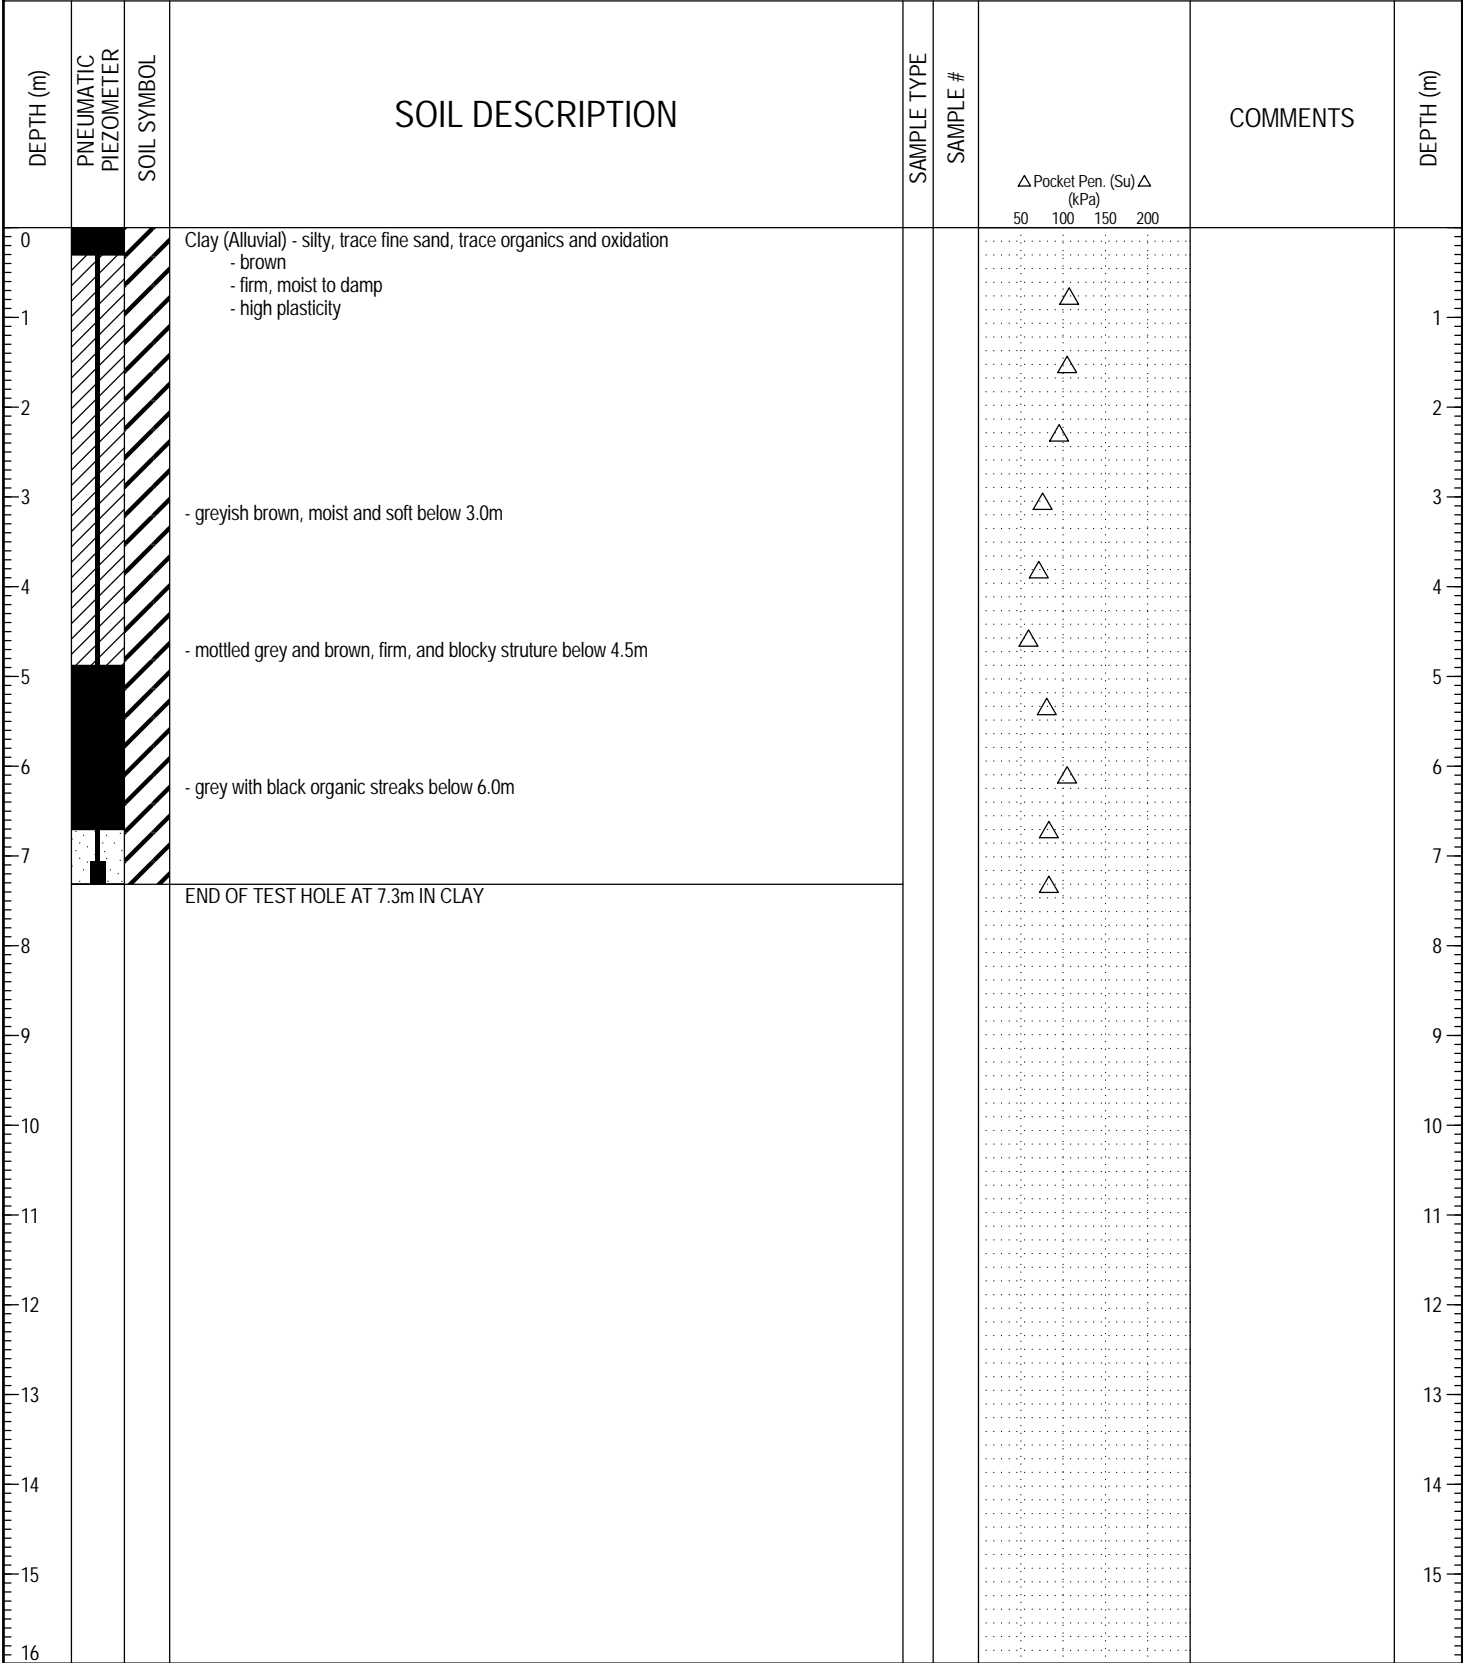 DEPTH (m)
PNEUMATIC
PIEZOMETER
SOIL SYMBOL
SOIL DESCRIPTION
SAMPLE TYPE
SAMPLE #
△ Pocket Pen. (Su) △
(kPa)
50 100 150 200
COMMENTS
DEPTH (m)
0
Clay (Alluvial) - silty, trace fine sand, trace organics and oxidation
- brown
- firm, moist to damp
- high plasticity
1 1
2 2
3 3
- greyish brown, moist and soft below 3.0m
4 4
- mottled grey and brown, firm, and blocky struture below 4.5m
5 5
6 6
- grey with black organic streaks below 6.0m
7 7
END OF TEST HOLE AT 7.3m IN CLAY
8 8
9 9
10 10
11 11
12 12
13 13
14 14
15 15
16